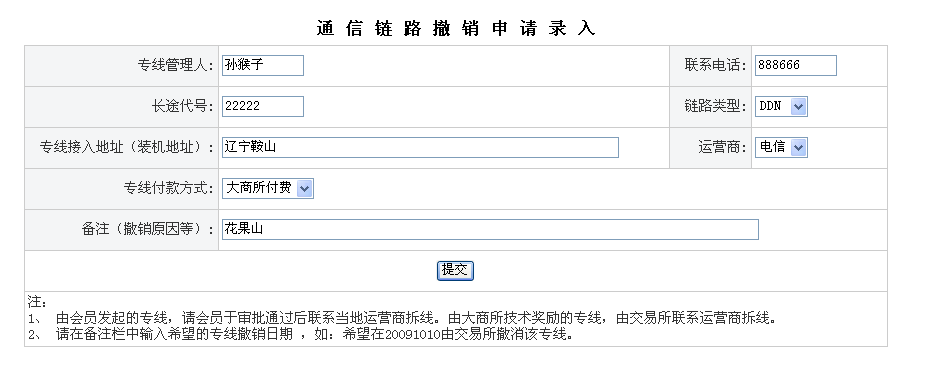 通信链路撤销申请录入
专线管理人: 孙猴子 联系电话: 888666
长途代号: 22222 链路类型: DDN
专线接入地址（装机地址）: 辽宁鞍山 运营商: 电信
专线付款方式: 大商所付费
备注（撤销原因等）: 花果山
提交
注:
1、 由会员发起的专线，请会员于审批通过后联系当地运营商拆线。由大商所技术奖励的专线，由交易所联系运营商拆线。
2、 请在备注栏中输入希望的专线撤销日期 ，如：希望在20091010由交易所撤消该专线。